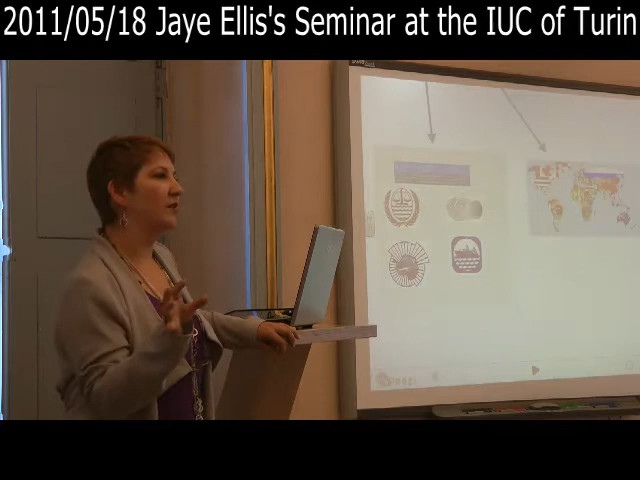 2011/05/18 Jaye Ellis's Seminar at the IUC of Turin